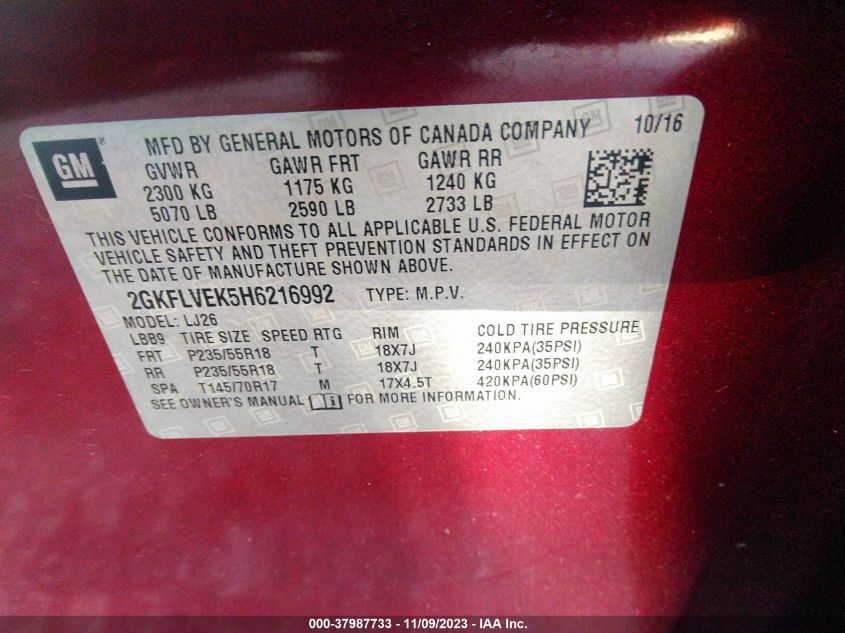 GM ®
MFD BY GENERAL MOTORS OF CANADA COMPANY 10/16
GVWR GAWR FRT GAWR RR
2300 KG 1175 KG 1240 KG
5070 LB 2590 LB 2733 LB
THIS VEHICLE CONFORMS TO ALL APPLICABLE U.S. FEDERAL MOTOR
VEHICLE SAFETY AND THEFT PREVENTION STANDARDS IN EFFECT ON
THE DATE OF MANUFACTURE SHOWN ABOVE.
2GKFLVEK5H6216992 TYPE: M.P.V.
MODEL: LJ26
LBB9 TIRE SIZE SPEED RTG RIM COLD TIRE PRESSURE
FRT P235/55R18 T 18X7J 240KPA(35PSI)
RR P235/55R18 T 18X7J 240KPA(35PSI)
SPA T145/70R17 M 17X4.5T 420KPA(60PSI)
SEE OWNER'S MANUAL FOR MORE INFORMATION.
000-37987733 - 11/09/2023 - IAA Inc.